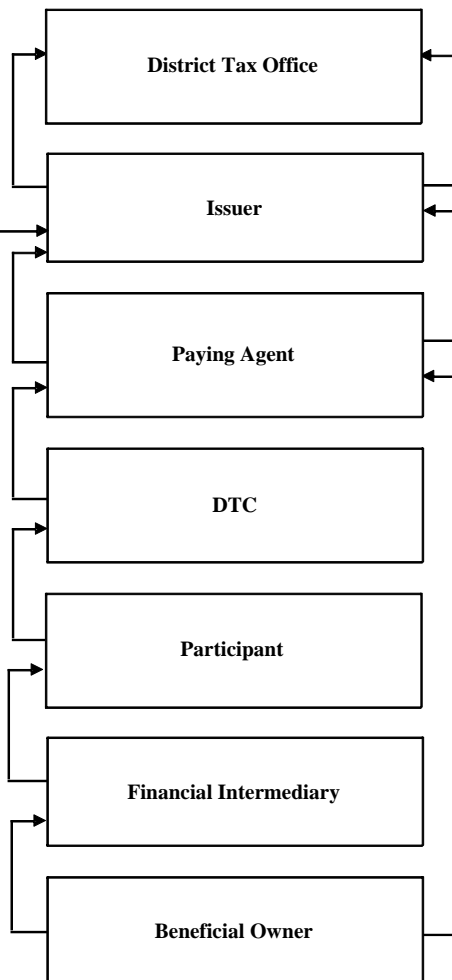 District Tax Office
Issuer
Paying Agent
DTC
Participant
Financial Intermediary
Beneficial Owner